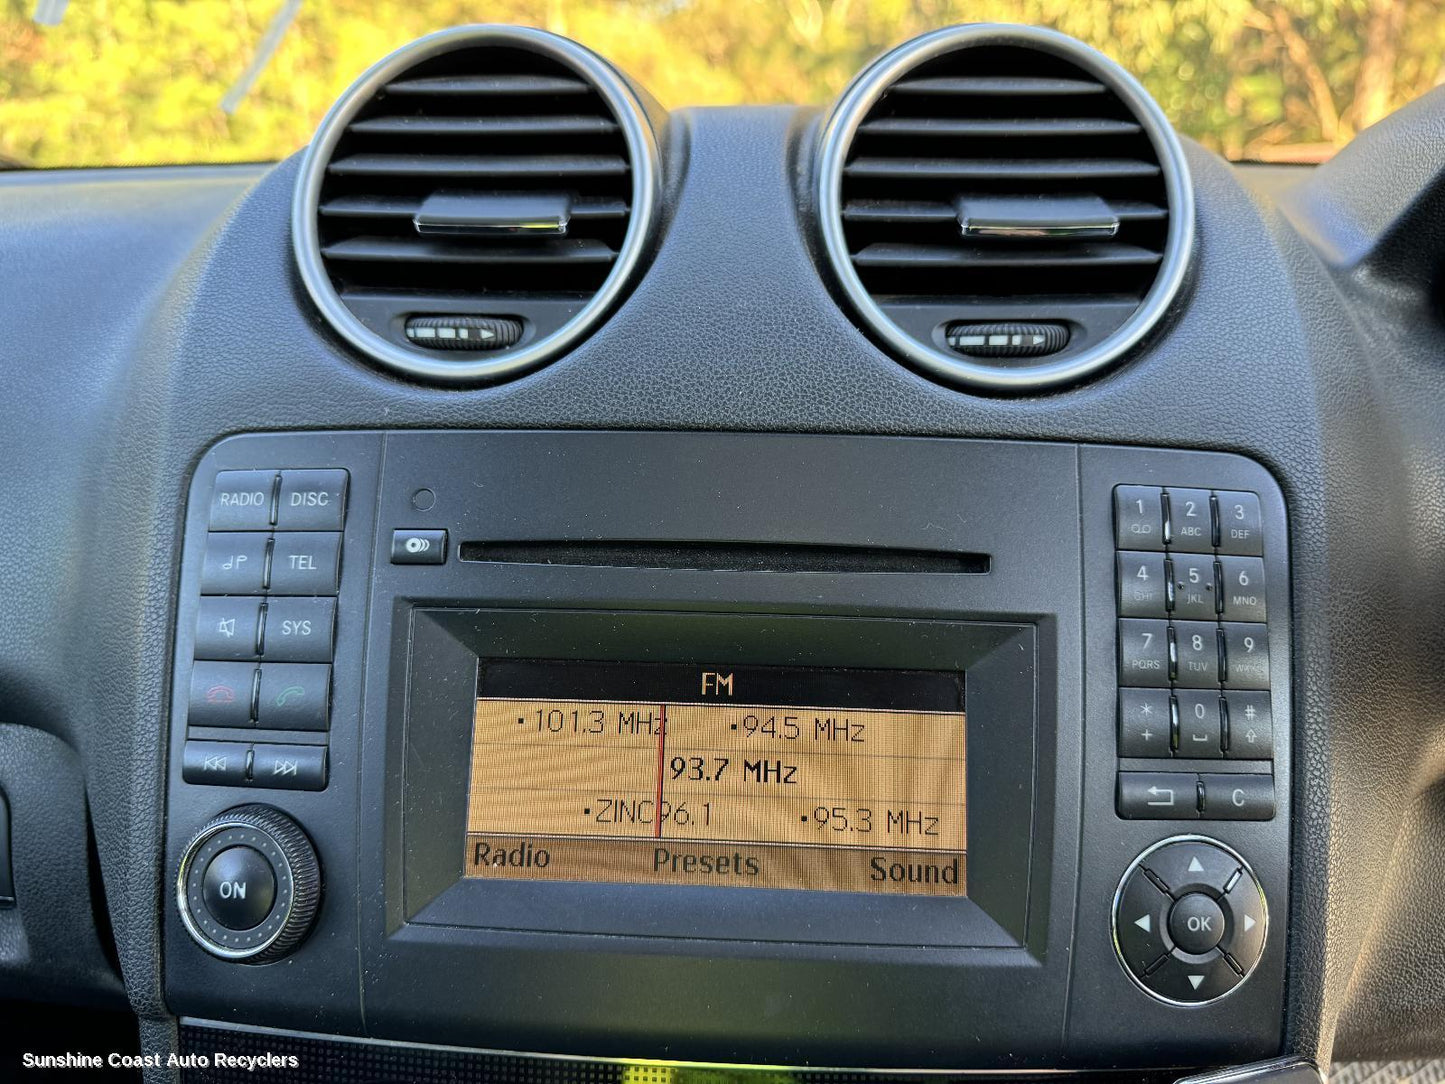 RADIO DISC
TEL
SYS
ON
FM
101.3 MHz 94.5 MHz
93.7 MHz
ZINC96.1 95.3 MHz
Radio Presets Sound
1 2 3
ABC DEF
4 5 6
GHI JKL MNO
7 8 9
PQRS TUV WXYZ
* 0 #
+
C
OK
Sunshine Coast Auto Recyclers